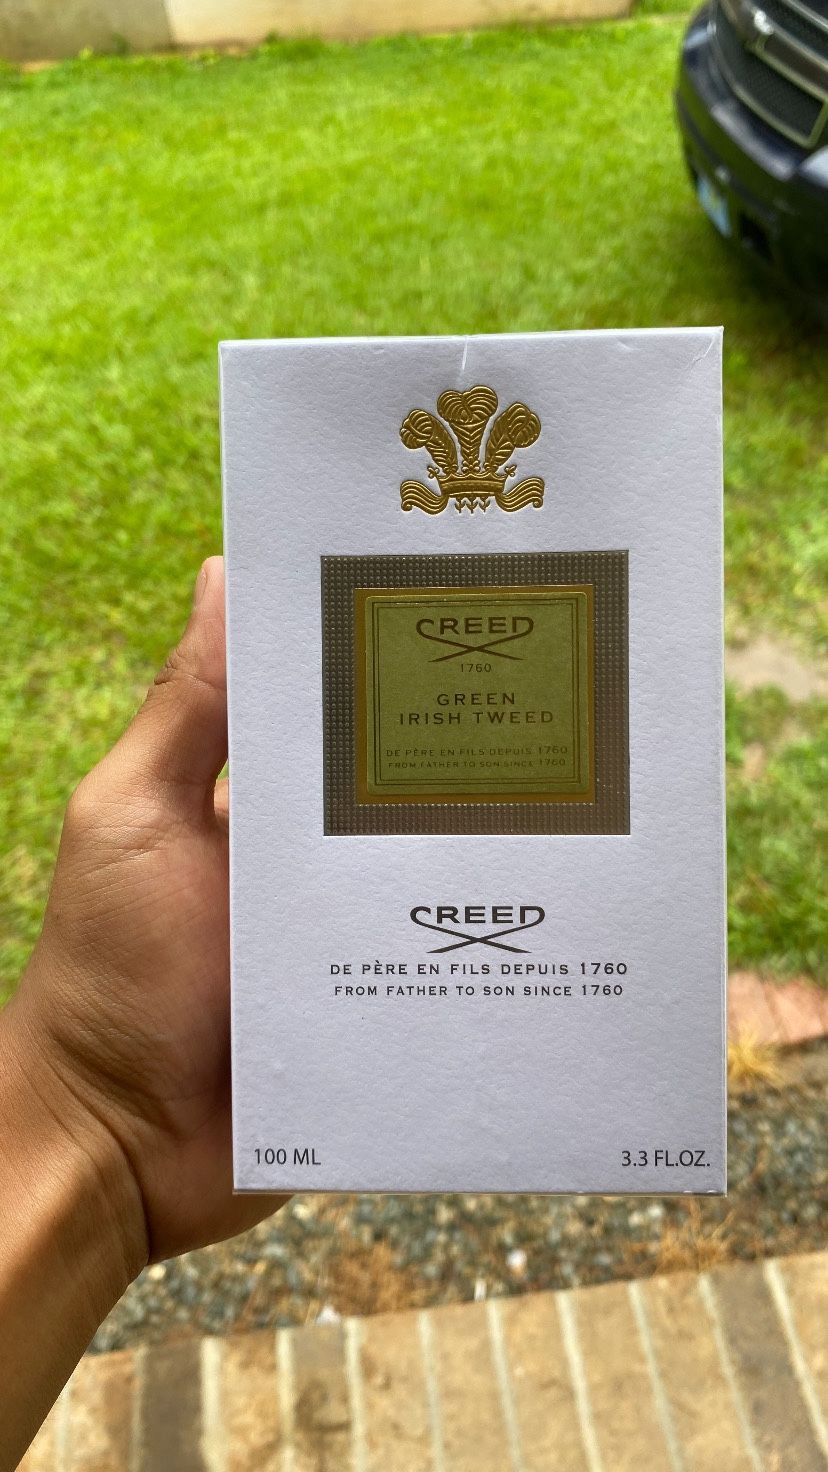 CREED
1760
GREEN
IRISH TWEED
DE PÈRE EN FILS DEPUIS 1760
FROM FATHER TO SON SINCE 1760
CREED
DE PÈRE EN FILS DEPUIS 1760
FROM FATHER TO SON SINCE 1760
100 ML
3.3 FL.OZ.